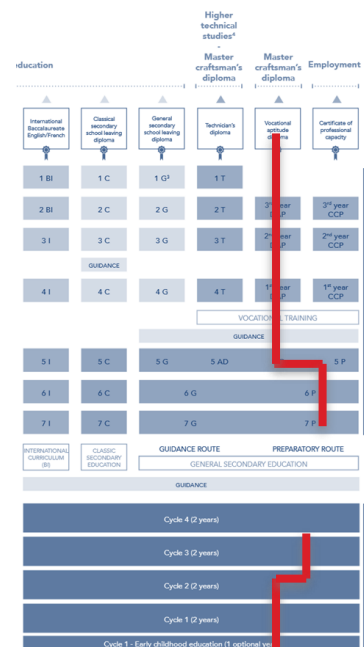 Higher
technical
studies⁴
-
Master
craftsman's
diploma
Master
craftsman's
diploma
Employment
International
Baccalaureate
English/French
Classical
secondary
school leaving
diploma
General
secondary
school leaving
diploma
Technician's
diploma
Vocational
aptitude
Certificate of
professional
capacity
1 BI
1 C
1 G³
1 T
2 BI
2 C
2 G
2 T
year
3rd year
CCP
3 I
3 C
3 G
3 T
year
2nd year
CCP
GUIDANCE
4 I
4 C
4 G
4 T
year
1st year
CCP
TRAINING
GUIDANCE
5 I
5 C
5 G
5 AD
5 P
6 I
6 C
6 G
6 P
7 I
7 C
7 G
7 P
INTERNATIONAL
CURRICULUM
(BI)
CLASSIC
SECONDARY
EDUCATION
GUIDANCE ROUTE
PREPARATORY ROUTE
GENERAL SECONDARY EDUCATION
GUIDANCE
Cycle 4 (2 years)
Cycle 3 (2 years)
Cycle 2 (2 years)
Cycle 1 (2 years)
Cycle 1 - Early childhood education (1 optional